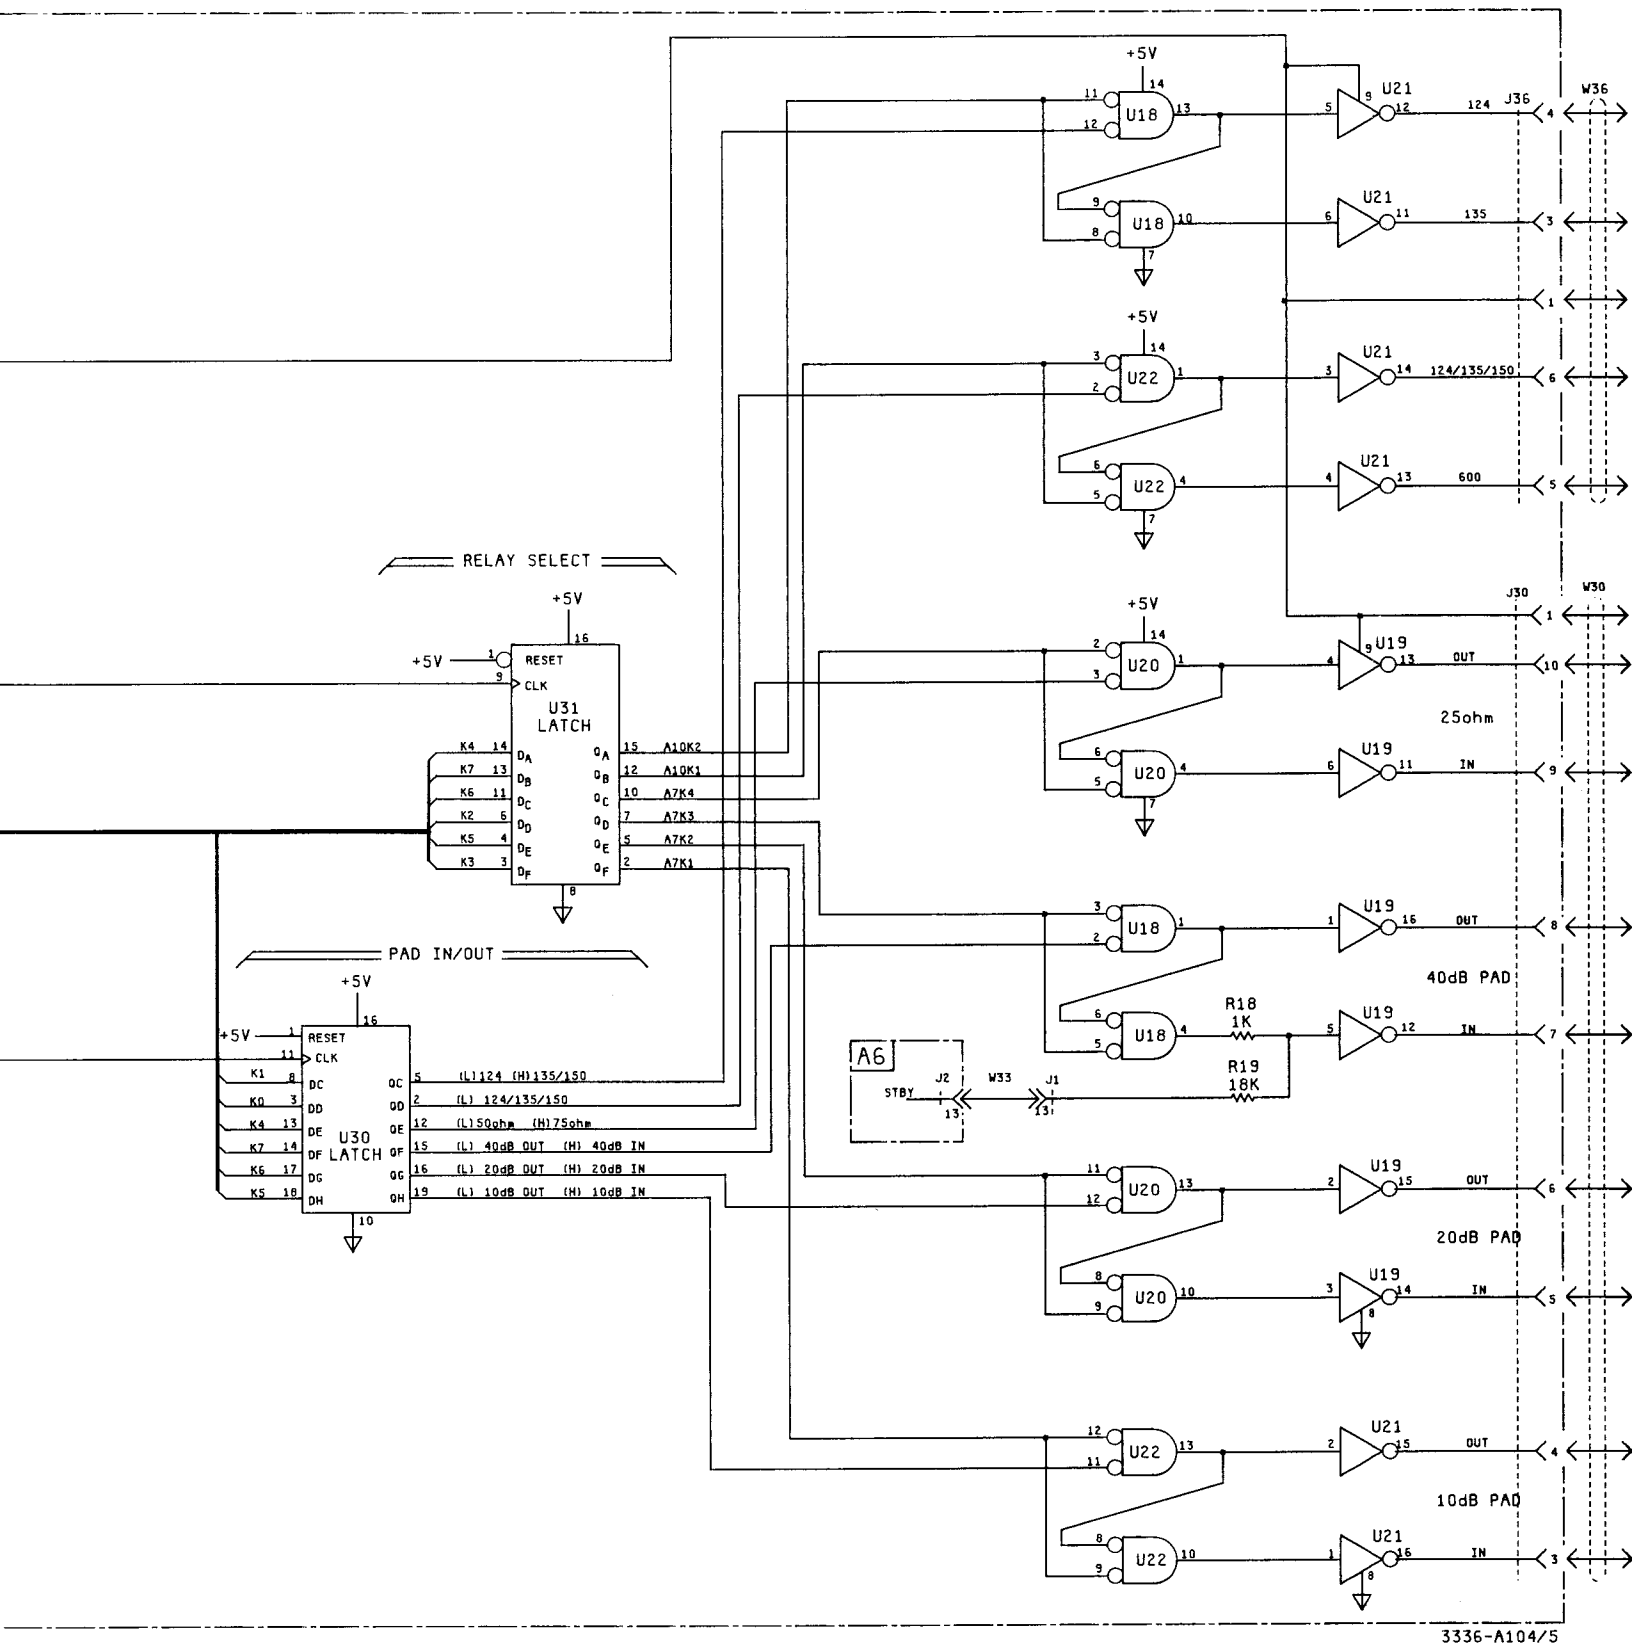 +5V
11 14 U18 13 5 9 U21 12 124 J36 4 W36
12
9 U18 10 6 U21 11 135 3
8 7
1
+5V
3 14 U22 1 3 U21 14 124/135/150 6
2
6 U22 4 4 U21 13 600 5
5 7
RELAY SELECT
+5V
16
+5V 1 RESET
9 CLK
U31
LATCH
K4 14 DA QA 15 A10K2
K7 13 DB QB 12 A10K1
K6 11 DC QC 10 A7K4
K2 6 DD QD 7 A7K3
K5 4 DE QE 5 A7K2
K3 3 DF QF 2 A7K1
8
J30 1 W30
+5V
2 14 U20 1 4 9 U19 13 OUT 10
3
25ohm
6 U20 4 6 U19 11 IN 9
5 7
3 U18 1 1 U19 16 OUT 8
2
40dB PAD
6 U18 4 R18 1K 5 U19 12 IN 7
5
R19
18K
A6
STBY J2 13 W33 J1 13
PAD IN/OUT
+5V
16
+5V 1 RESET
11 CLK
K1 8 DC QC 5 (L)124 (H)135/150
K0 3 DD QD 2 (L) 124/135/150
K4 13 DE QE 12 (L)50ohm (H)75ohm
U30
LATCH
K7 14 DF QF 15 (L) 40dB OUT (H) 40dB IN
K6 17 DG QG 16 (L) 20dB OUT (H) 20dB IN
K5 18 DH QH 19 (L) 10dB OUT (H) 10dB IN
10
11 U20 13 2 U19 15 OUT 6
12
20dB PAD
8 U20 10 3 U19 14 IN 5
9 8
12 U22 13 2 U21 15 OUT 4
11
10dB PAD
8 U22 10 1 U21 16 IN 3
9 8
3336-A104/5